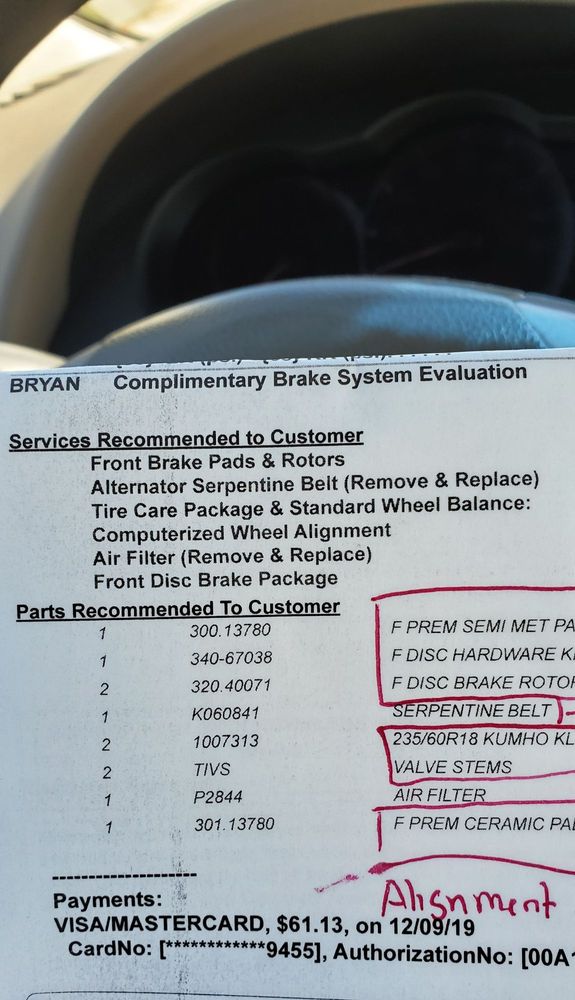 BRYAN Complimentary Brake System Evaluation
Services Recommended to Customer
Front Brake Pads & Rotors
Alternator Serpentine Belt (Remove & Replace)
Tire Care Package & Standard Wheel Balance:
Computerized Wheel Alignment
Air Filter (Remove & Replace)
Front Disc Brake Package
Parts Recommended To Customer
1 300.13780 F PREM SEMI MET PA
1 340-67038 F DISC HARDWARE K
2 320.40071 F DISC BRAKE ROTO
1 K060841 SERPENTINE BELT
2 1007313 235/60R18 KUMHO KL
2 TIVS VALVE STEMS
1 P2844 AIR FILTER
1 301.13780 F PREM CERAMIC PA
Alignment
--------------------
Payments:
VISA/MASTERCARD, $61.13, on 12/09/19
CardNo: [************9455], AuthorizationNo: [00A